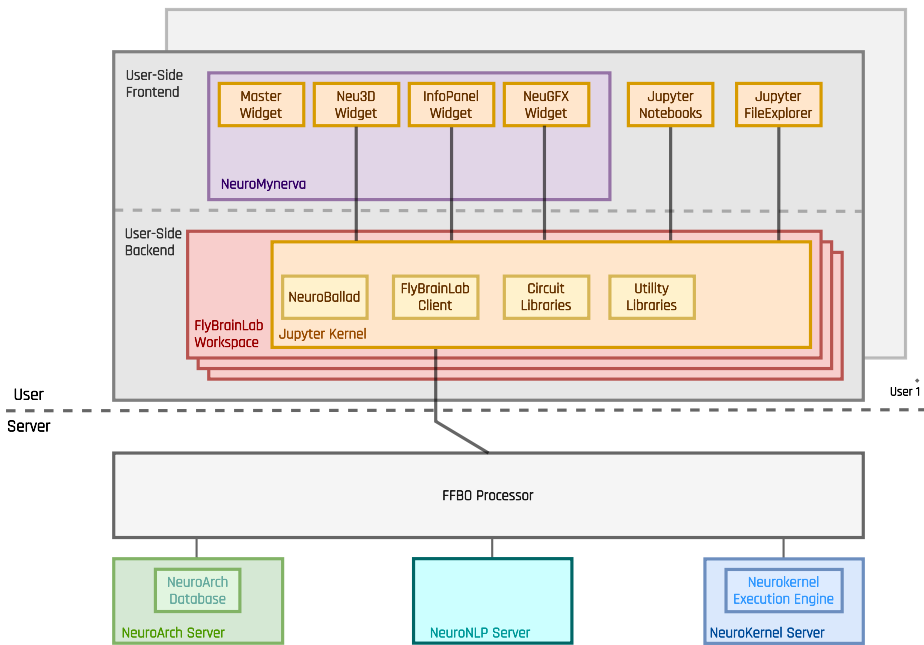 User-Side
Frontend
Master
Widget
Neu3D
Widget
InfoPanel
Widget
NeuGFX
Widget
Jupyter
Notebooks
Jupyter
FileExplorer
NeuroMynerva
User-Side
Backend
NeuroBallad
FlyBrainLab
Client
Circuit
Libraries
Utility
Libraries
FlyBrainLab
Workspace
Jupyter Kernel
User
User 1
Server
FFBO Processor
NeuroArch
Database
NeuroArch Server
NeuroNLP Server
Neurokernel
Execution Engine
NeuroKernel Server